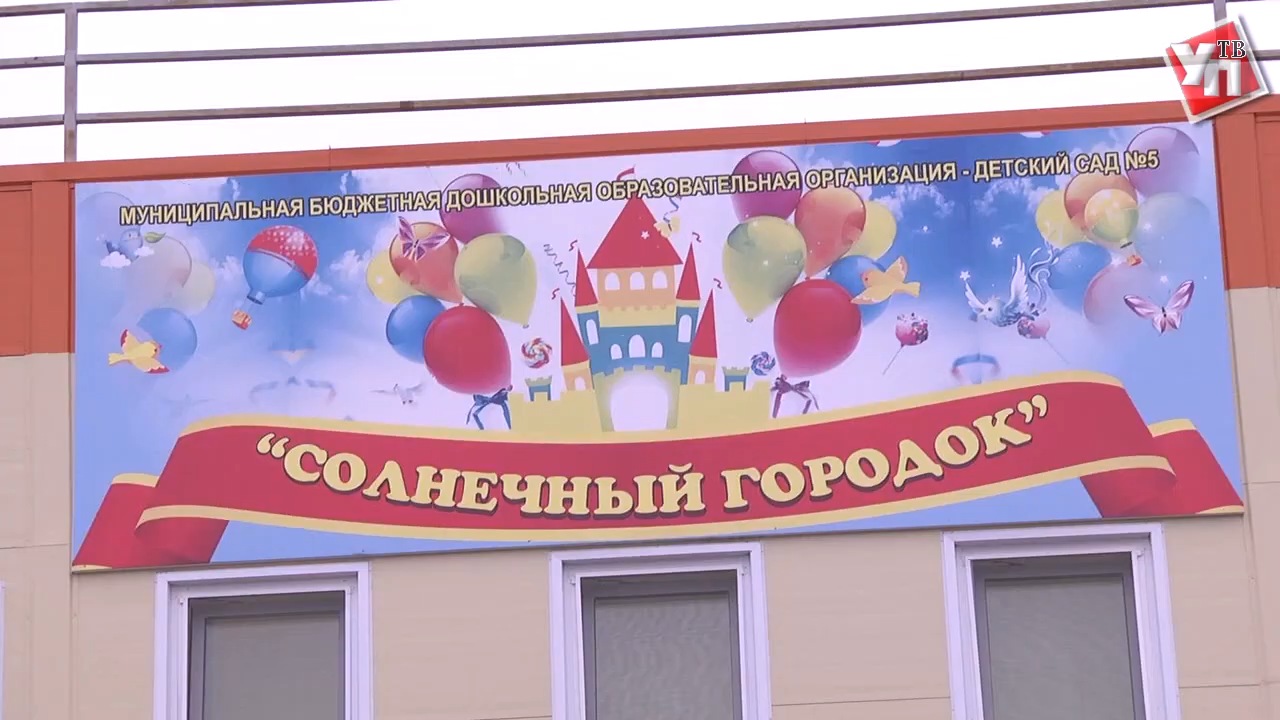 УП ТВ
МУНИЦИПАЛЬНАЯ БЮДЖЕТНАЯ ДОШКОЛЬНАЯ ОБРАЗОВАТЕЛЬНАЯ ОРГАНИЗАЦИЯ - ДЕТСКИЙ САД №5
“СОЛНЕЧНЫЙ ГОРОДОК”